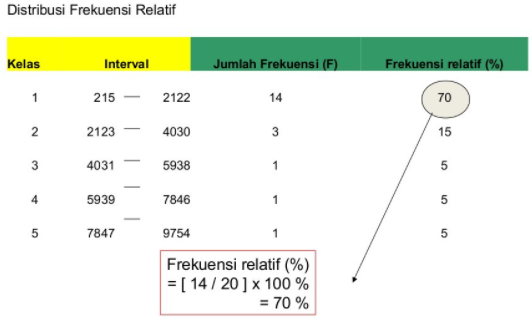 Distribusi Frekuensi Relatif
Kelas Interval Jumlah Frekuensi (F) Frekuensi relatif (%)
1 215 — 2122 14 70
2 2123 — 4030 3 15
3 4031 — 5938 1 5
4 5939 — 7846 1 5
5 7847 — 9754 1 5
Frekuensi relatif (%)
= [ 14 / 20 ] x 100 %
= 70 %